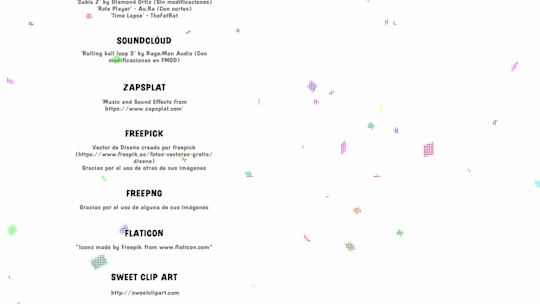 'Cubic Z' by Diamond Ortiz (Sin modificaciones)
'Role Player' - Au.Ra (Con cortes)
'Time Lapse' - TheFatRat
SOUNDCLOUD
'Rolling ball loop 3' by Rage-Man Audio (Con
modificaciones en FMOD)
ZAPSPLAT
'Music and Sound Effects from
https://www.zapsplat.com'
FREEPICK
Vector de Diseño creado por freepick
(https://www.freepik.es/fotos-vectores-gratis/
diseno)
Gracias por el uso de otras de sus imágenes
FREEPNG
Gracias por el uso de alguna de sus imágenes
FLATICON
"Icons made by Freepik from www.flaticon.com"
SWEET CLIP ART
http://sweetclipart.com